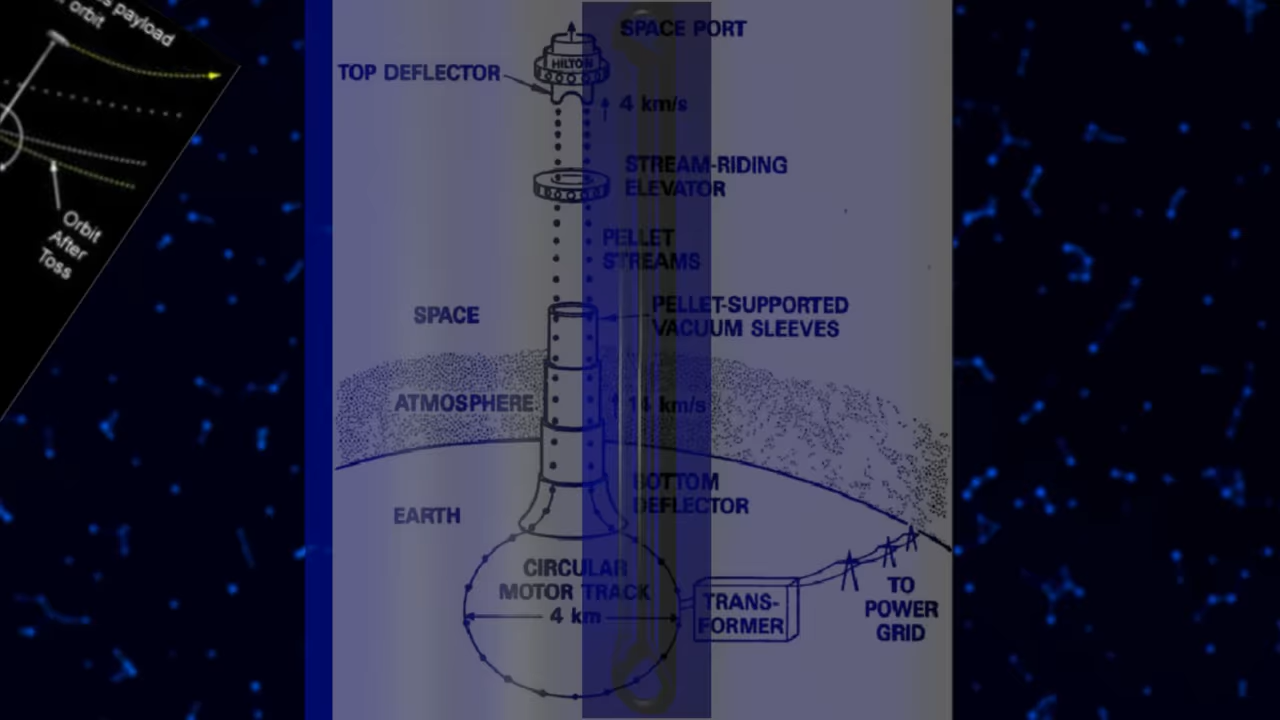 payload
orbit
Orbit
After
Toss
SPACE PORT
HILTON
TOP DEFLECTOR
4 km/s
STREAM-RIDING
ELEVATOR
PELLET
STREAMS
SPACE
PELLET-SUPPORTED
VACUUM SLEEVES
ATMOSPHERE
14 km/s
BOTTOM
DEFLECTOR
EARTH
CIRCULAR
MOTOR TRACK
4 km
TRANS-
FORMER
TO
POWER
GRID